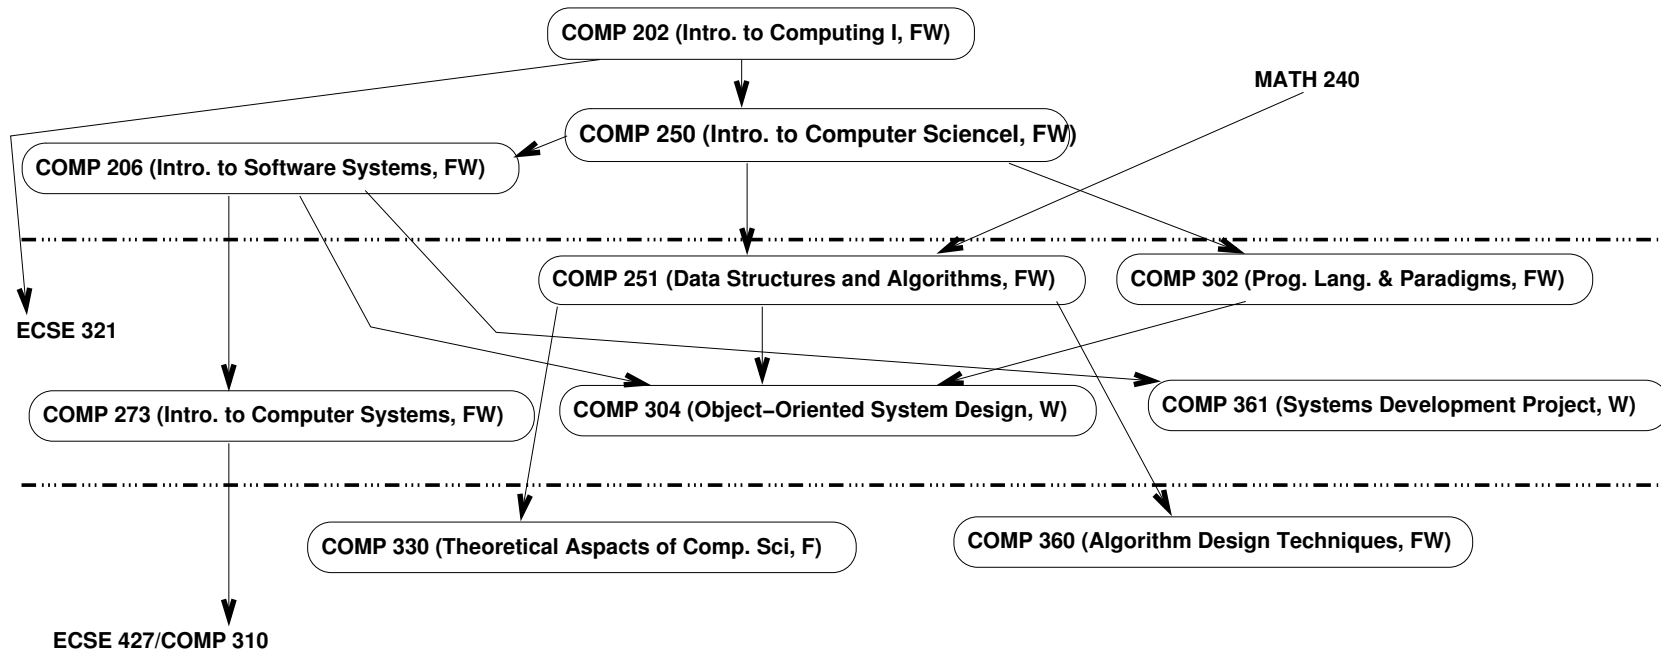 COMP 202 (Intro. to Computing I, FW)
MATH 240
COMP 250 (Intro. to Computer ScienceI, FW)
COMP 206 (Intro. to Software Systems, FW)
COMP 251 (Data Structures and Algorithms, FW)
COMP 302 (Prog. Lang. & Paradigms, FW)
ECSE 321
COMP 273 (Intro. to Computer Systems, FW)
COMP 304 (Object−Oriented System Design, W)
COMP 361 (Systems Development Project, W)
COMP 330 (Theoretical Aspacts of Comp. Sci, F)
COMP 360 (Algorithm Design Techniques, FW)
ECSE 427/COMP 310